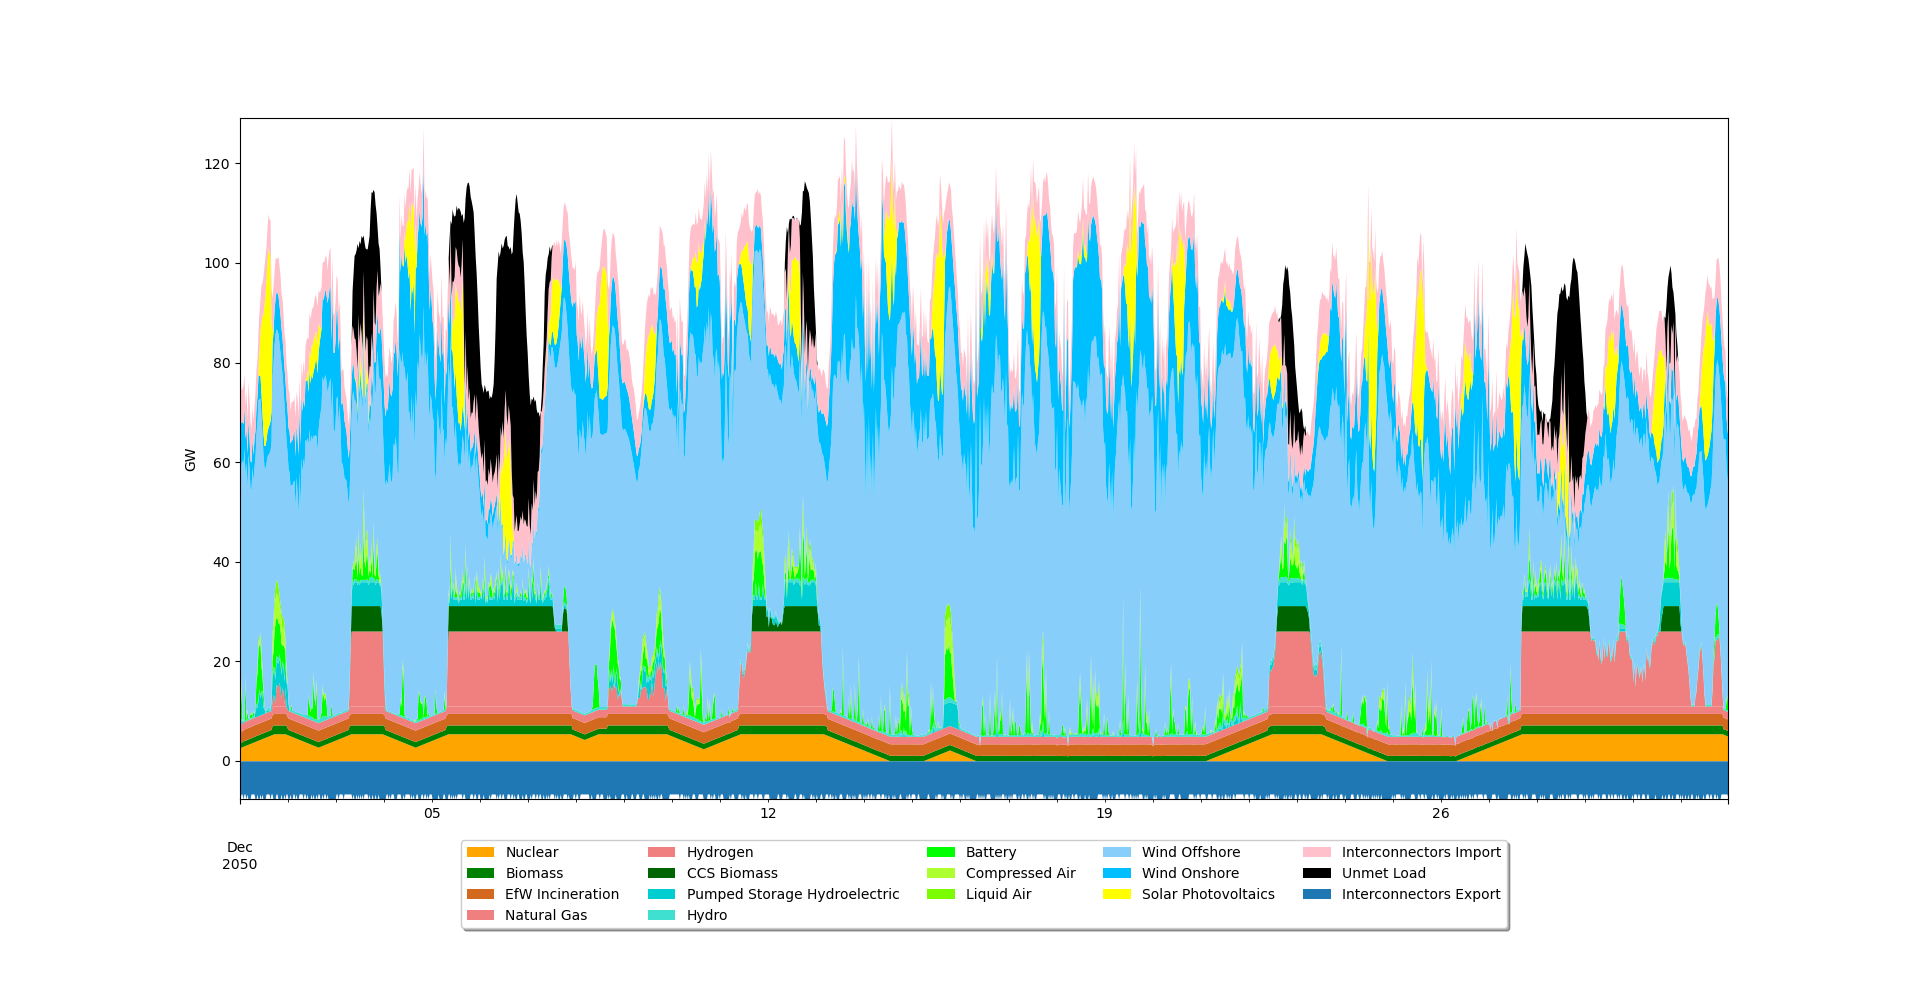 120
100
80
60
40
20
0
GW
05 12 19 26
Dec
2050
Nuclear Hydrogen Battery Wind Offshore Interconnectors Import
Biomass CCS Biomass Compressed Air Wind Onshore Unmet Load
EfW Incineration Pumped Storage Hydroelectric Liquid Air Solar Photovoltaics Interconnectors Export
Natural Gas Hydro